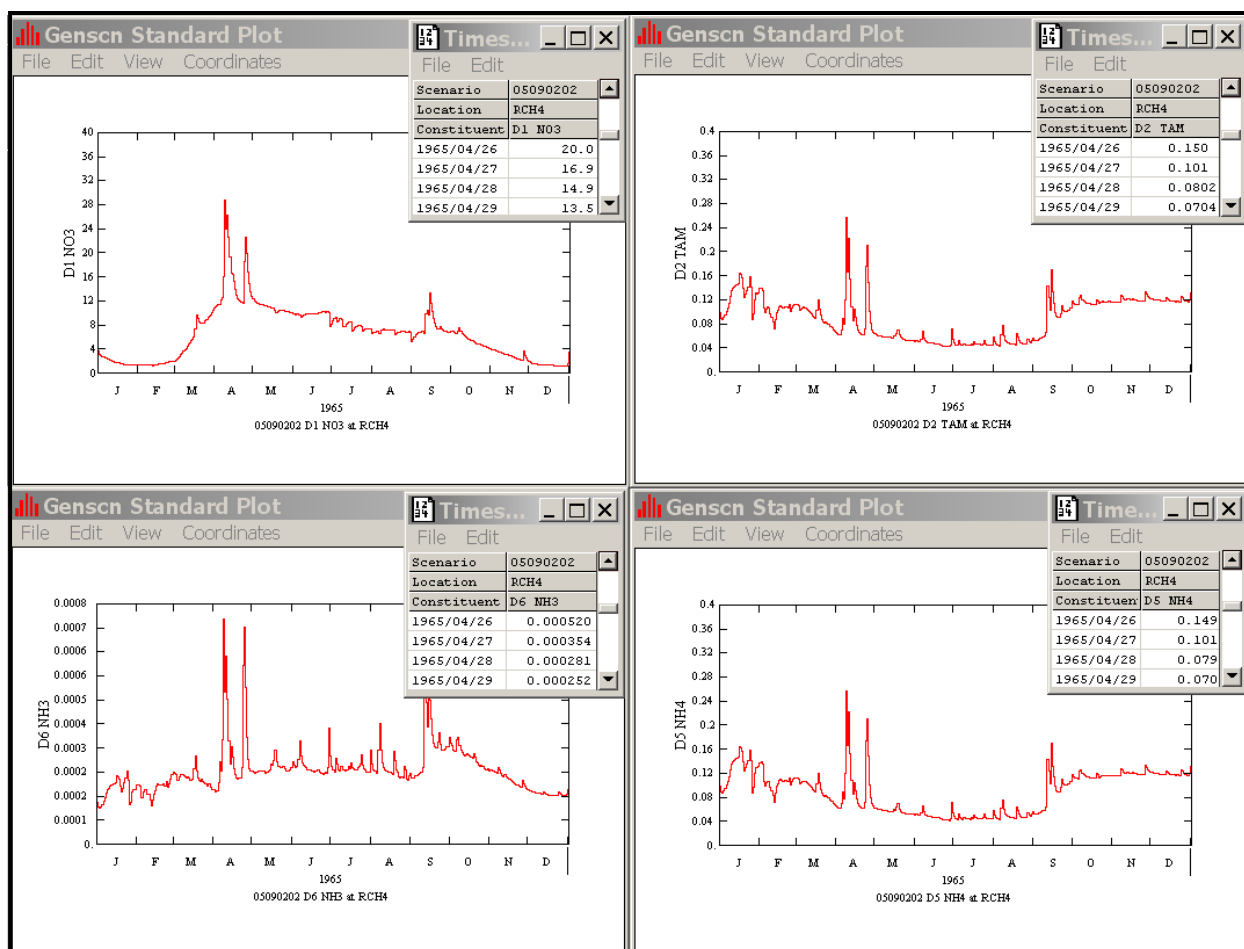 Genscn Standard Plot
File Edit View Coordinates
Times...
File Edit
Scenario 05090202
Location RCH4
Constituent D1 NO3
1965/04/26 20.0
1965/04/27 16.9
1965/04/28 14.9
1965/04/29 13.5
40
36
32
28
24
20
16
12
8
4
0
D1 NO3
J F M A M J J A S O N D
1965
05090202 D1 NO3 at RCH4
Genscn Standard Plot
File Edit View Coordinates
Times...
File Edit
Scenario 05090202
Location RCH4
Constituent D2 TAM
1965/04/26 0.150
1965/04/27 0.101
1965/04/28 0.0802
1965/04/29 0.0704
0.4
0.36
0.32
0.28
0.24
0.2
0.16
0.12
0.08
0.04
0.
D2 TAM
J F M A M J J A S O N D
1965
05090202 D2 TAM at RCH4
Genscn Standard Plot
File Edit View Coordinates
Times...
File Edit
Scenario 05090202
Location RCH4
Constituent D6 NH3
1965/04/26 0.000520
1965/04/27 0.000354
1965/04/28 0.000281
1965/04/29 0.000252
0.0008
0.0007
0.0006
0.0006
0.0005
0.0004
0.0003
0.0002
0.0002
0.0001
0.
D6 NH3
J F M A M J J A S O N D
1965
05090202 D6 NH3 at RCH4
Genscn Standard Plot
File Edit View Coordinates
Time...
File Edit
Scenario 05090202
Location RCH4
Constituen D5 NH4
1965/04/26 0.149
1965/04/27 0.101
1965/04/28 0.079
1965/04/29 0.070
0.4
0.36
0.32
0.28
0.24
0.2
0.16
0.12
0.08
0.04
0.
D5 NH4
J F M A M J J A S O N D
1965
05090202 D5 NH4 at RCH4